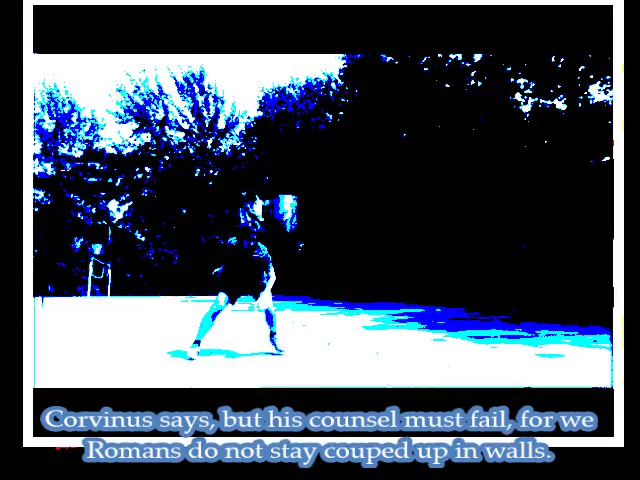 Corvinus says, but his counsel must fail, for we
Romans do not stay couped up in walls.